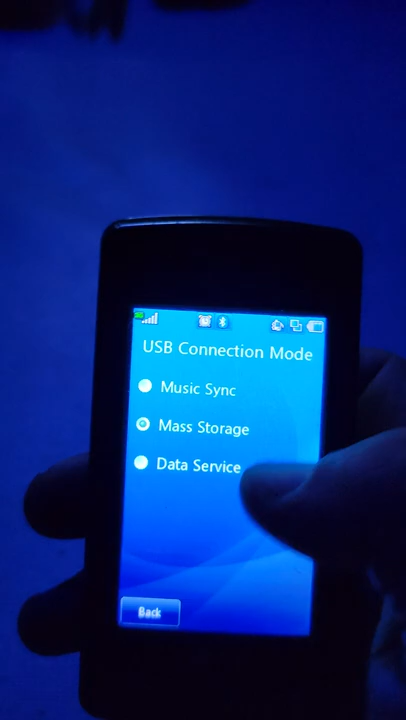 USB Connection Mode
Music Sync
Mass Storage
Data Service
Back